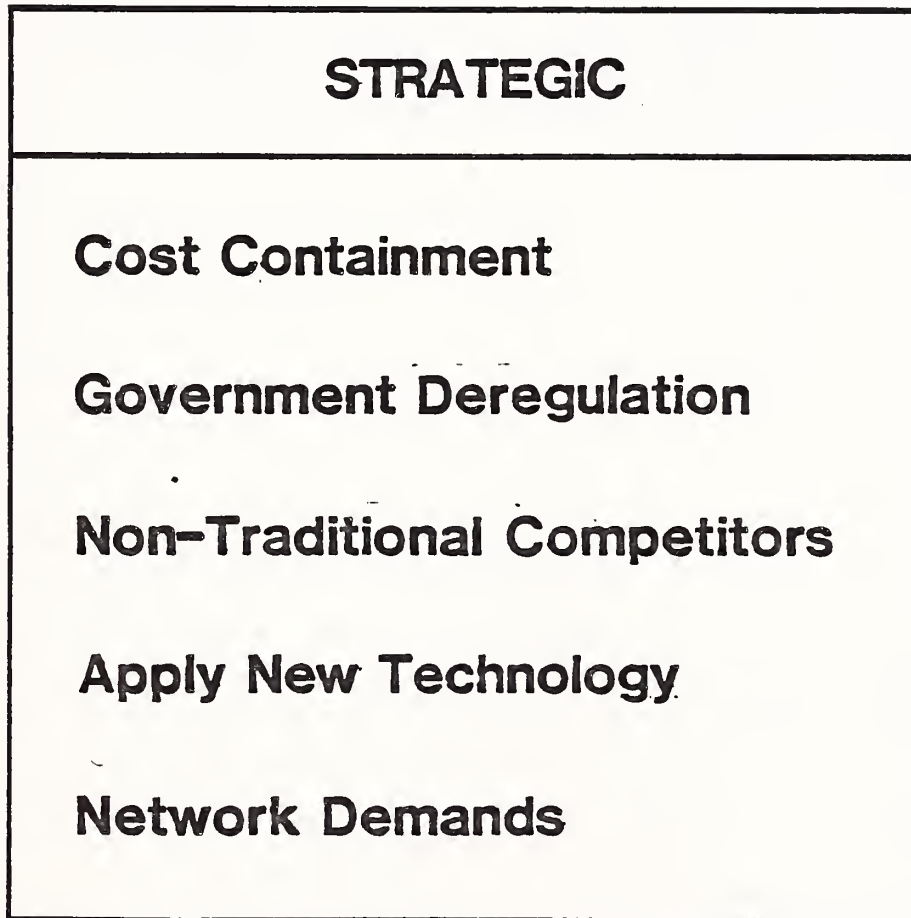 STRATEGIC
Cost Containment
Government Deregulation
Non-Traditional Competitors
Apply New Technology
Network Demands